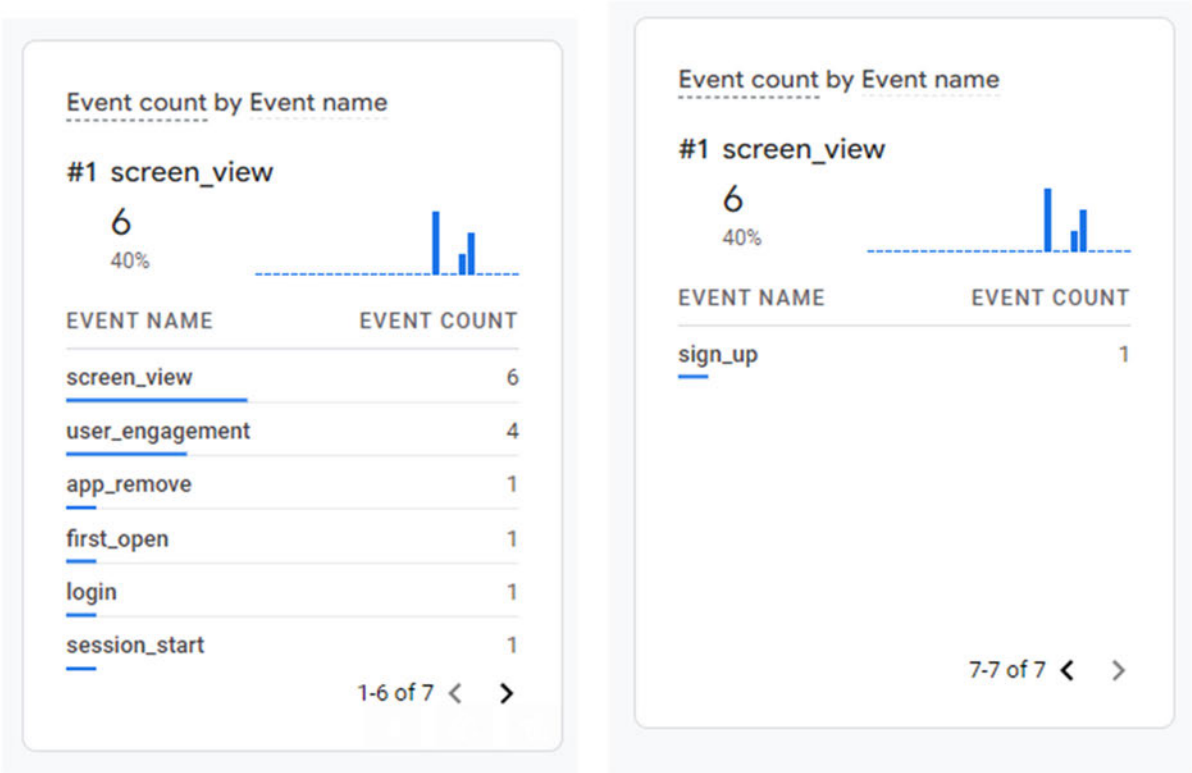 Event count by Event name
#1 screen_view
6
40%
EVENT NAME EVENT COUNT
screen_view 6
user_engagement 4
app_remove 1
first_open 1
login 1
session_start 1
1-6 of 7
Event count by Event name
#1 screen_view
6
40%
EVENT NAME EVENT COUNT
sign_up 1
7-7 of 7